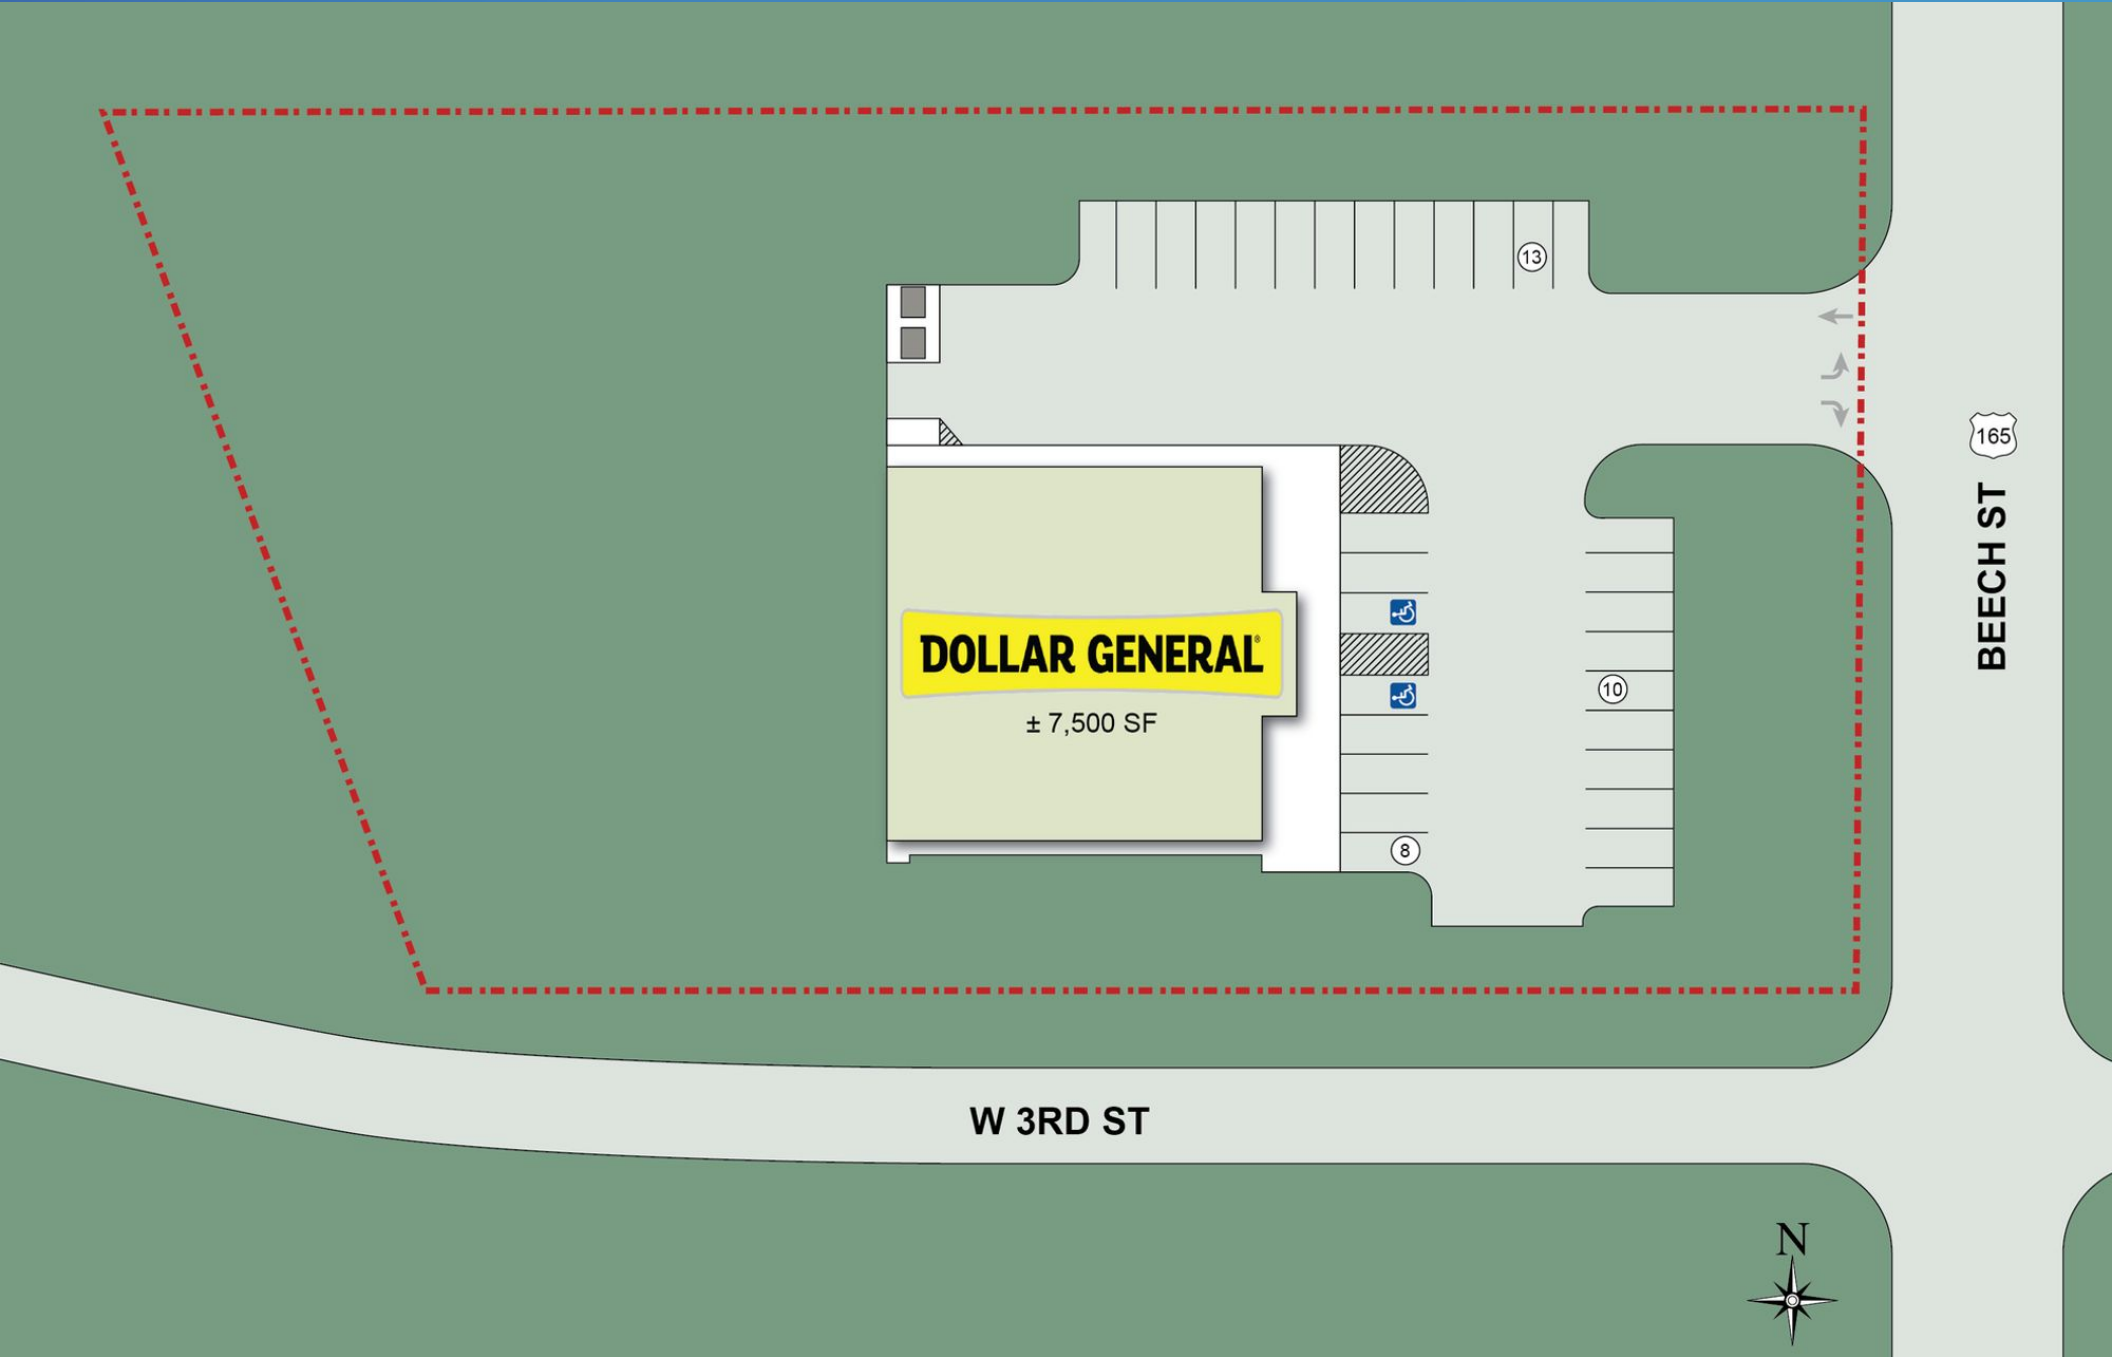 13
165
BEECH ST
DOLLAR GENERAL®
± 7,500 SF
10
8
W 3RD ST
N